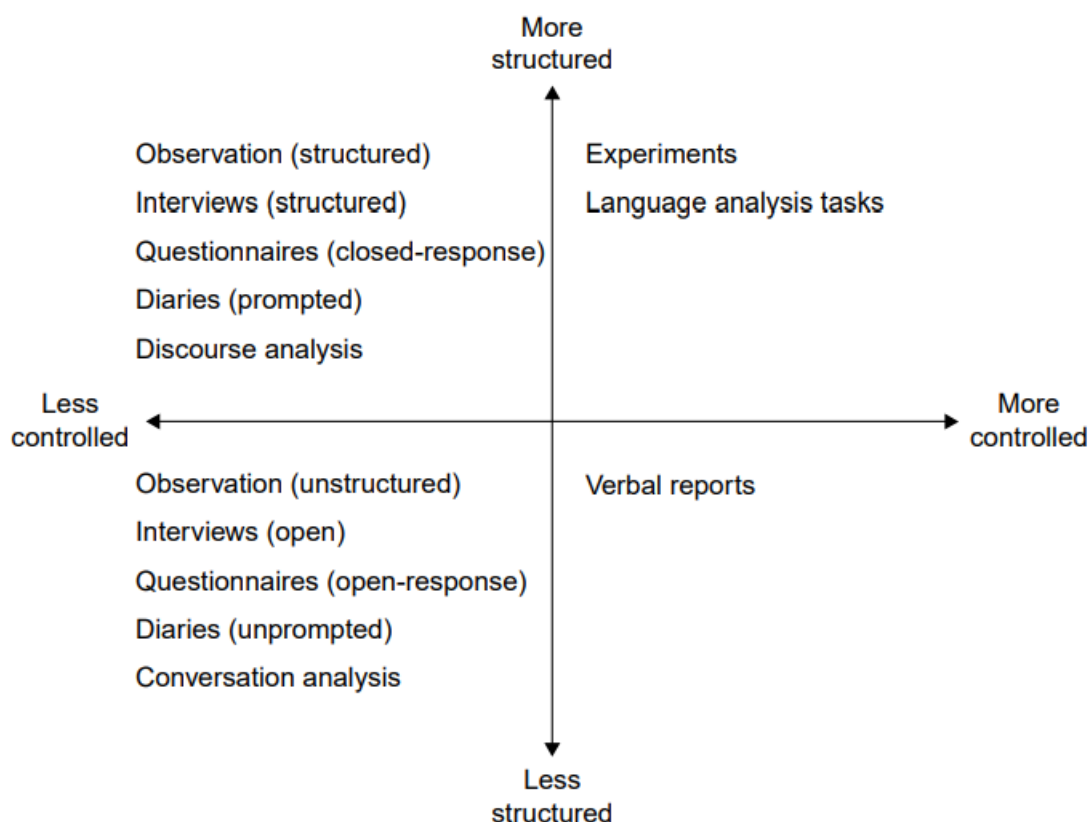 More
structured
Observation (structured)
Experiments
Interviews (structured)
Language analysis tasks
Questionnaires (closed-response)
Diaries (prompted)
Discourse analysis
Less
controlled
More
controlled
Observation (unstructured)
Verbal reports
Interviews (open)
Questionnaires (open-response)
Diaries (unprompted)
Conversation analysis
Less
structured